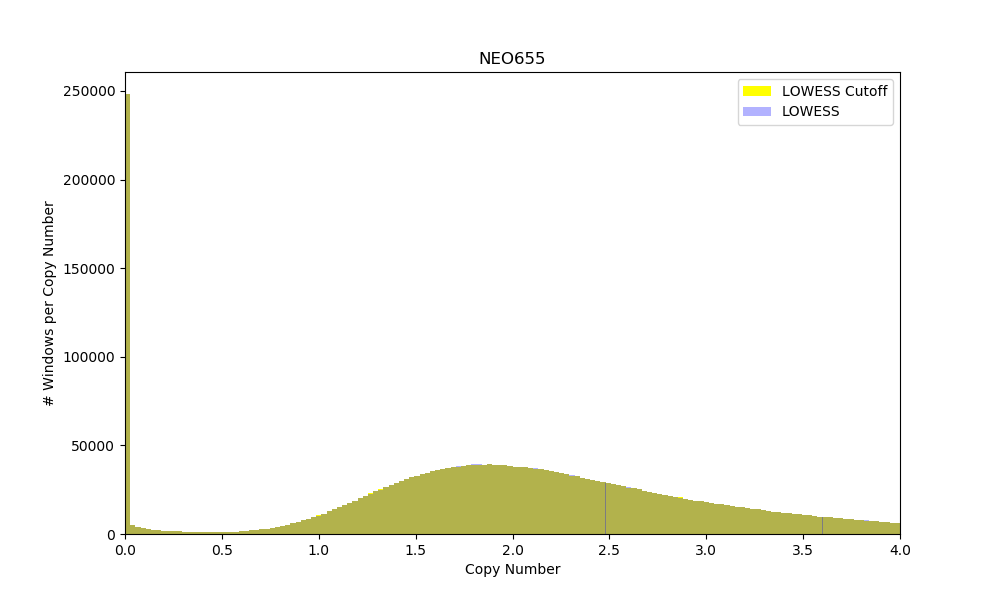 NEO655
LOWESS Cutoff
LOWESS
# Windows per Copy Number
250000
200000
150000
100000
50000
0
0.0 0.5 1.0 1.5 2.0 2.5 3.0 3.5 4.0
Copy Number